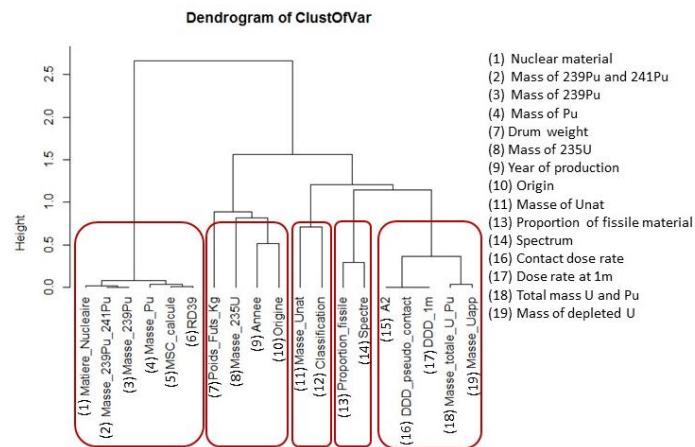 Dendrogram of ClustOfVar
Height
0.0
0.5
1.0
1.5
2.0
2.5
(1) Matiere_Nucleaire
(2) Masse_239Pu_241Pu
(3) Masse_239Pu
(4) Masse_Pu
(5) MSC_calcule
(6) RD39
(7) Poids_Futs_Kg
(8) Masse_235U
(9) Annee
(10) Origine
(11) Masse_Unat
(12) Classification
(13) Proportion_fissile
(14) Spectre
(15) A2
(16) DDD_pseudo_contact
(17) DDD_1m
(18) Masse_totale_U_Pu
(19) Masse_Uapp
(1) Nuclear material
(2) Mass of 239Pu and 241Pu
(3) Mass of 239Pu
(4) Mass of Pu
(7) Drum weight
(8) Mass of 235U
(9) Year of production
(10) Origin
(11) Masse of Unat
(13) Proportion of fissile material
(14) Spectrum
(16) Contact dose rate
(17) Dose rate at 1m
(18) Total mass U and Pu
(19) Mass of depleted U